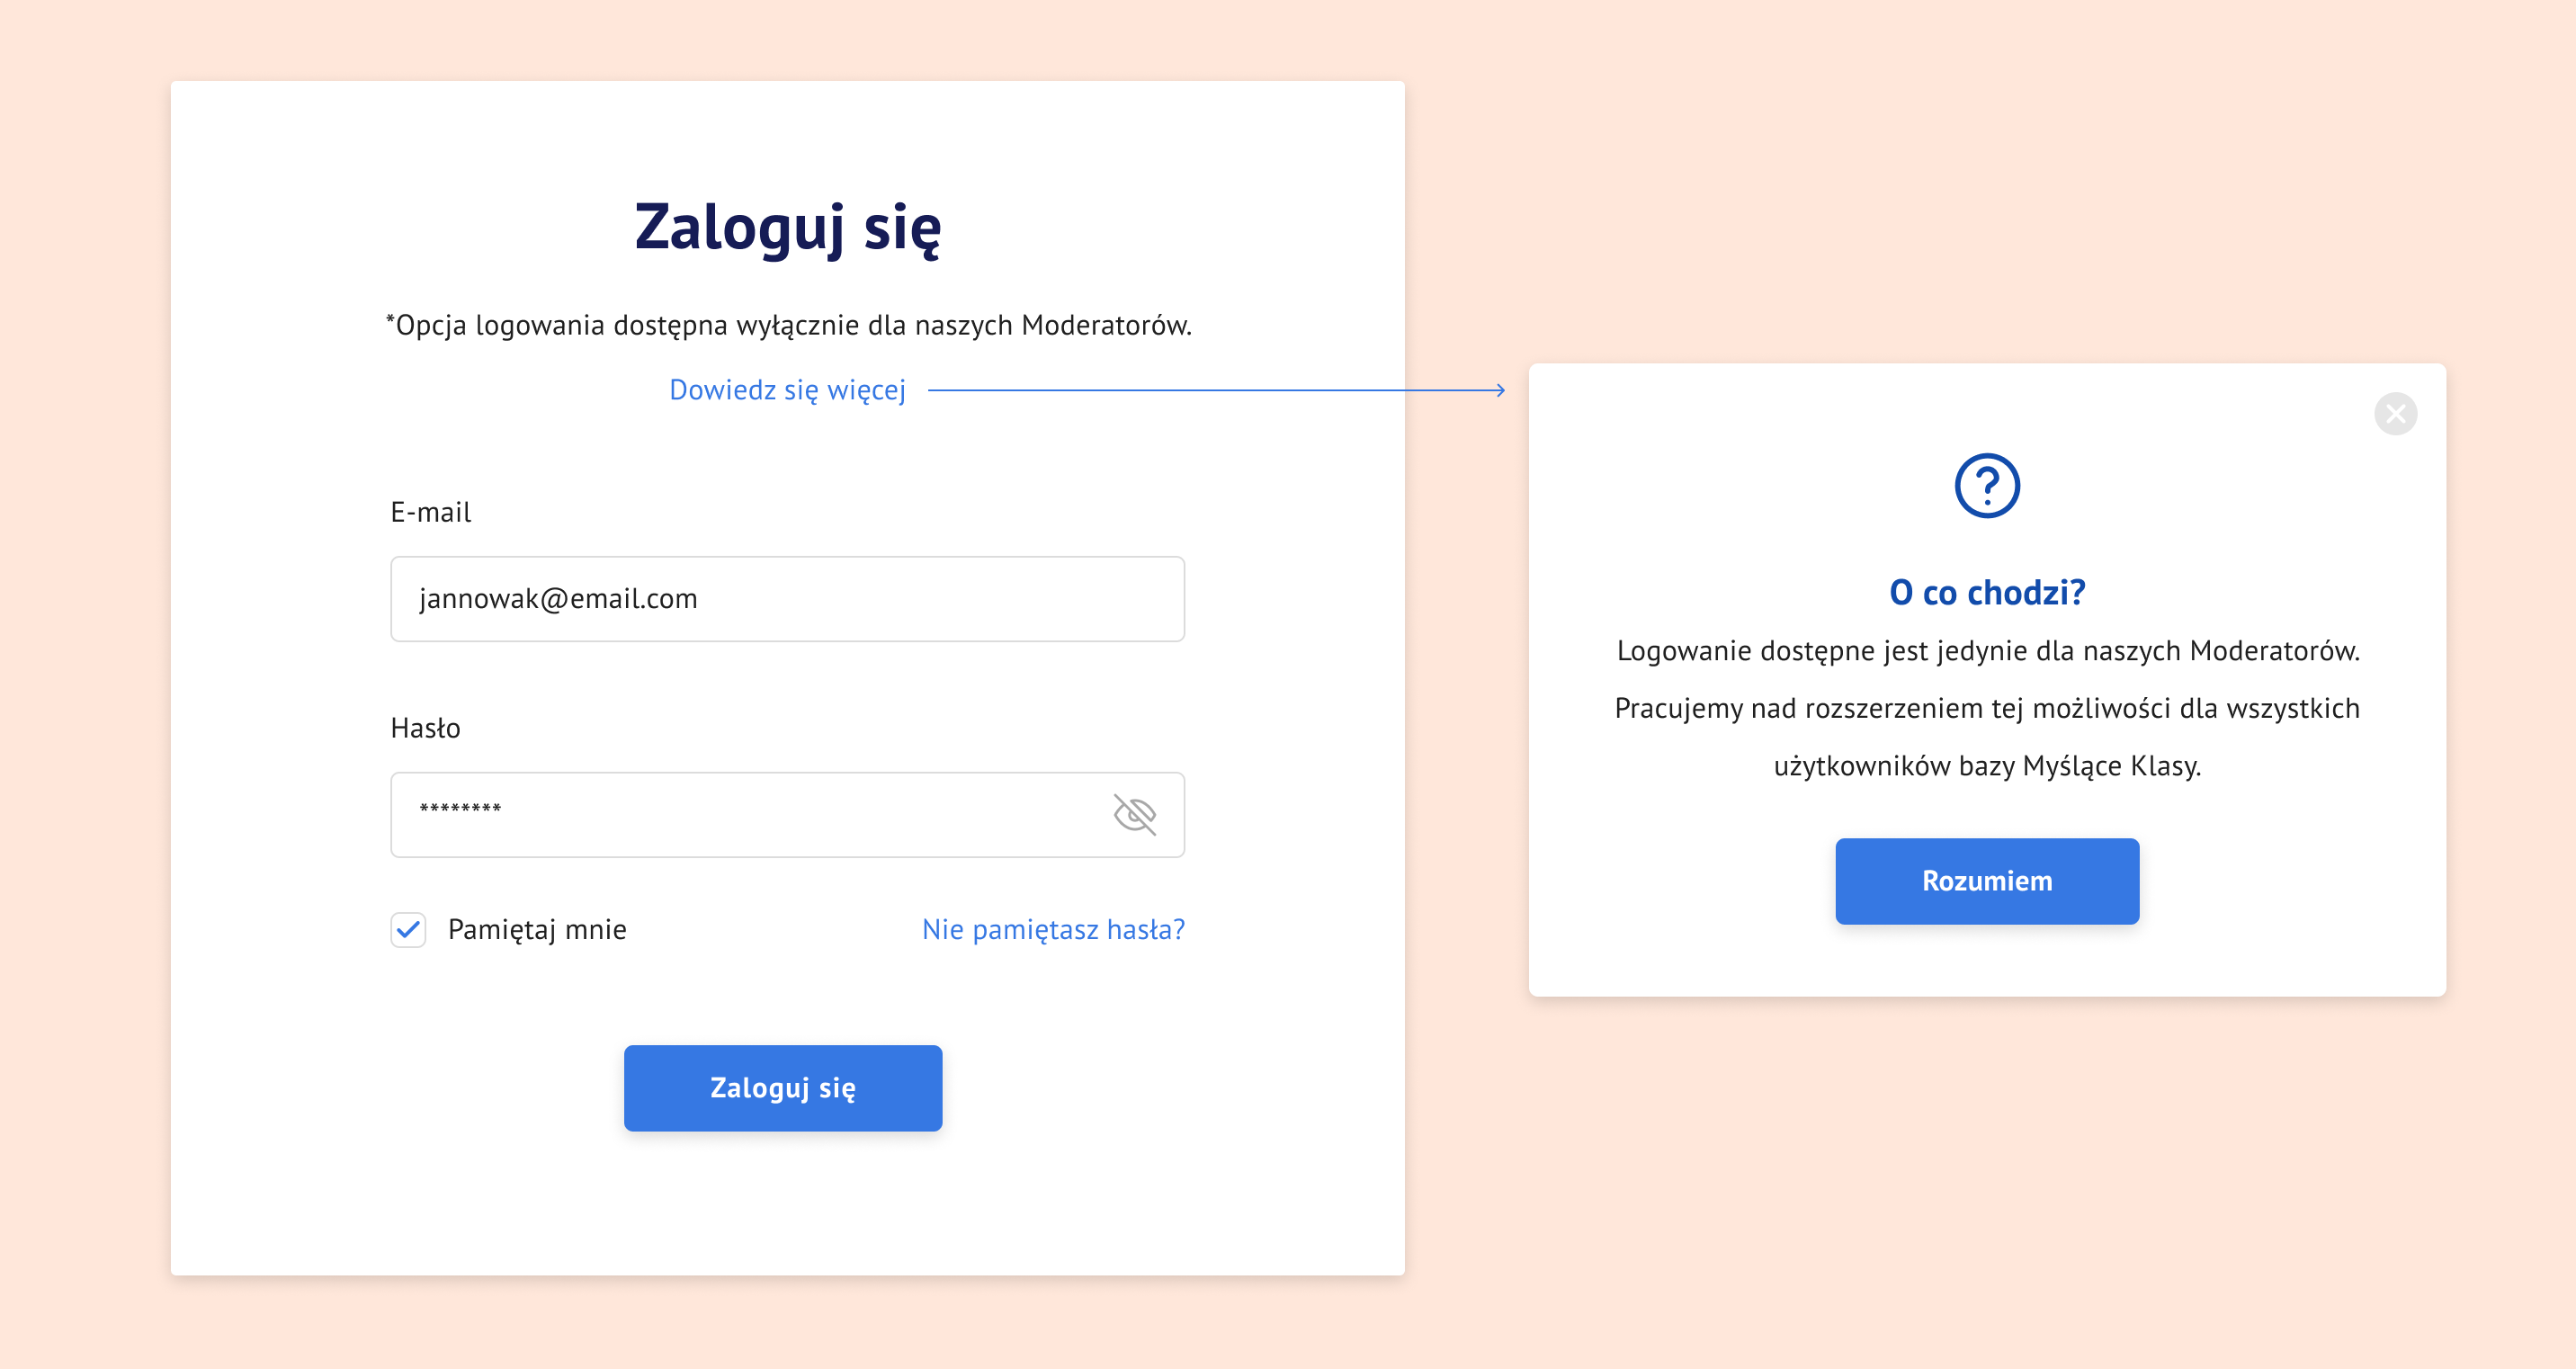 Zaloguj się
*Opcja logowania dostępna wyłącznie dla naszych Moderatorów.
Dowiedz się więcej
E-mail
jannowak@email.com
Hasło
********
Pamiętaj mnie
Nie pamiętasz hasła?
Zaloguj się
O co chodzi?
Logowanie dostępne jest jedynie dla naszych Moderatorów.
Pracujemy nad rozszerzeniem tej możliwości dla wszystkich
użytkowników bazy Myślące Klasy.
Rozumiem